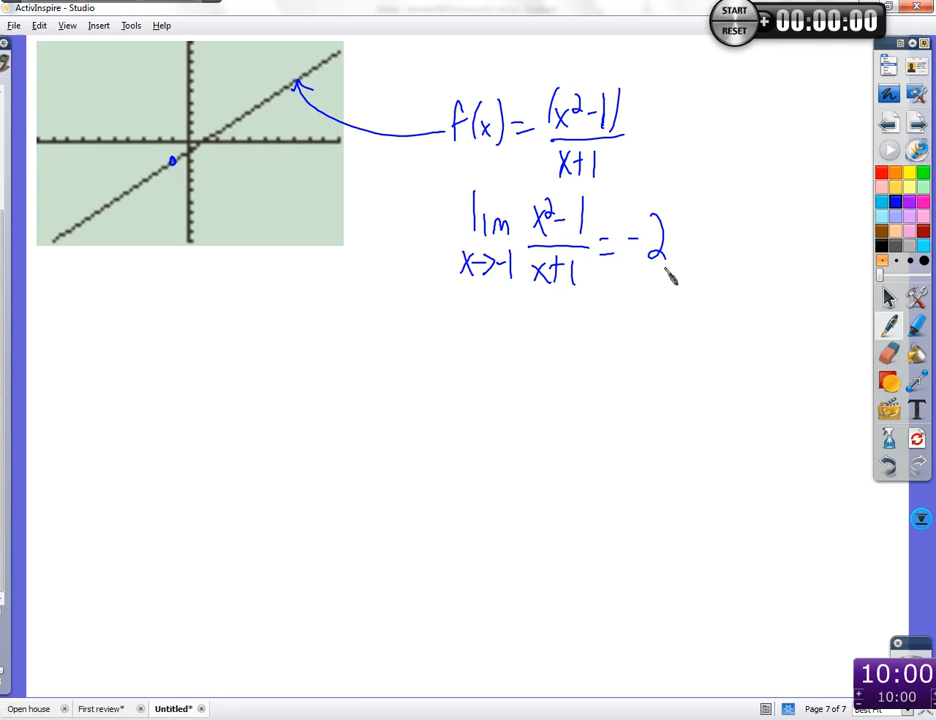 ActivInspire - Studio
START
RESET
00:00:00
File Edit View Insert Tools Help
f(x) = (x²-1)
x+1
lim x²-1 = -2
x→-1 x+1
T
10:00
10:00
Open house First review* Untitled* Page 7 of 7